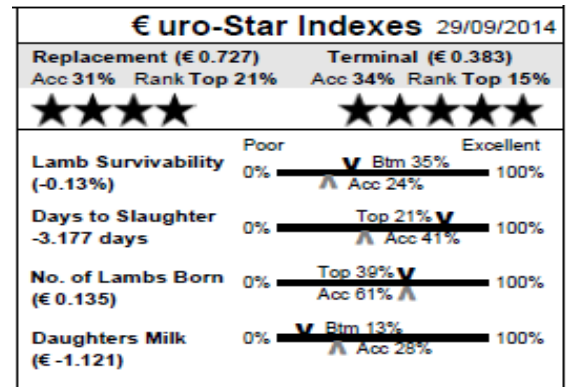 € uro-Star Indexes 29/09/2014
Replacement (€ 0.727) Terminal (€ 0.383)
Acc 31% Rank Top 21% Acc 34% Rank Top 15%
Poor Excellent
Lamb Survivability
(-0.13%)
0% Btm 35% 100%
Acc 24%
Days to Slaughter
-3.177 days
0% Top 21% 100%
Acc 41%
No. of Lambs Born
(€ 0.135)
0% Top 39% 100%
Acc 61%
Daughters Milk
(€ -1.121)
0% Btm 13% 100%
Acc 28%